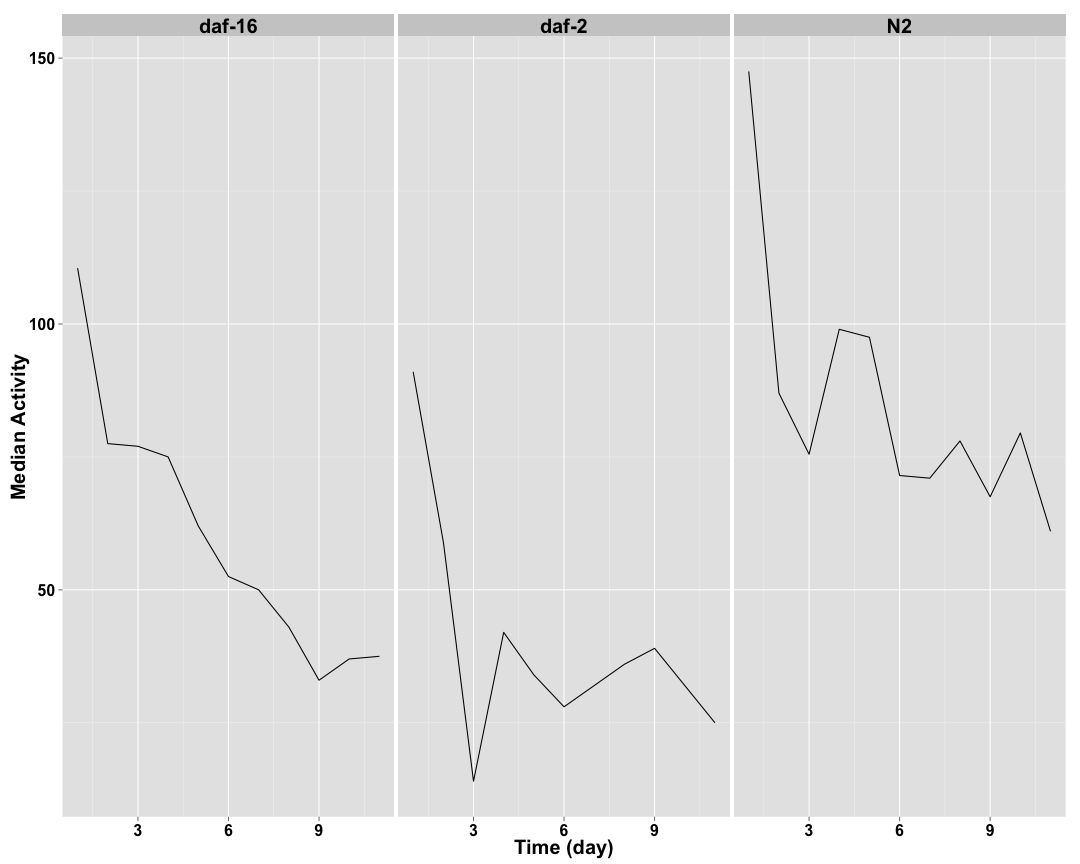 daf-16 daf-2 N2
150
100
50
Median Activity
3 6 9 3 6 9 3 6 9
Time (day)